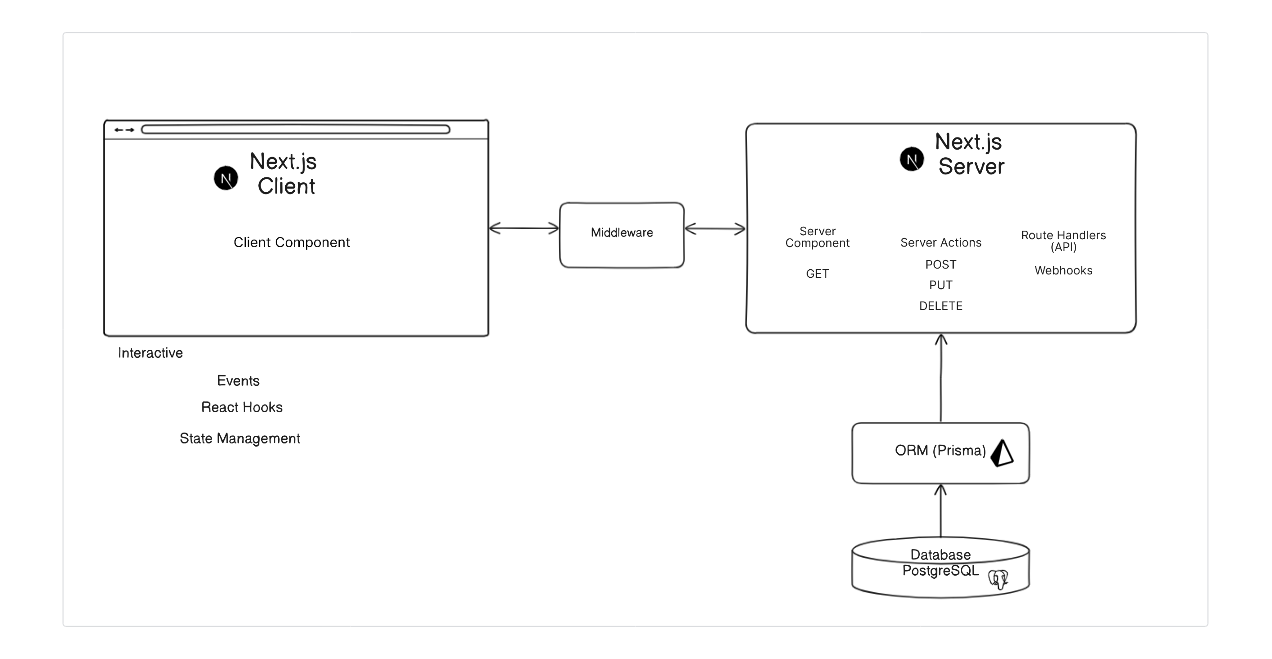 Next.js
Client
Client Component
Interactive
Events
React Hooks
State Management
Middleware
Next.js
Server
Server
Component
GET
Server Actions
POST
PUT
DELETE
Route Handlers
(API)
Webhooks
ORM (Prisma)
Database
PostgreSQL